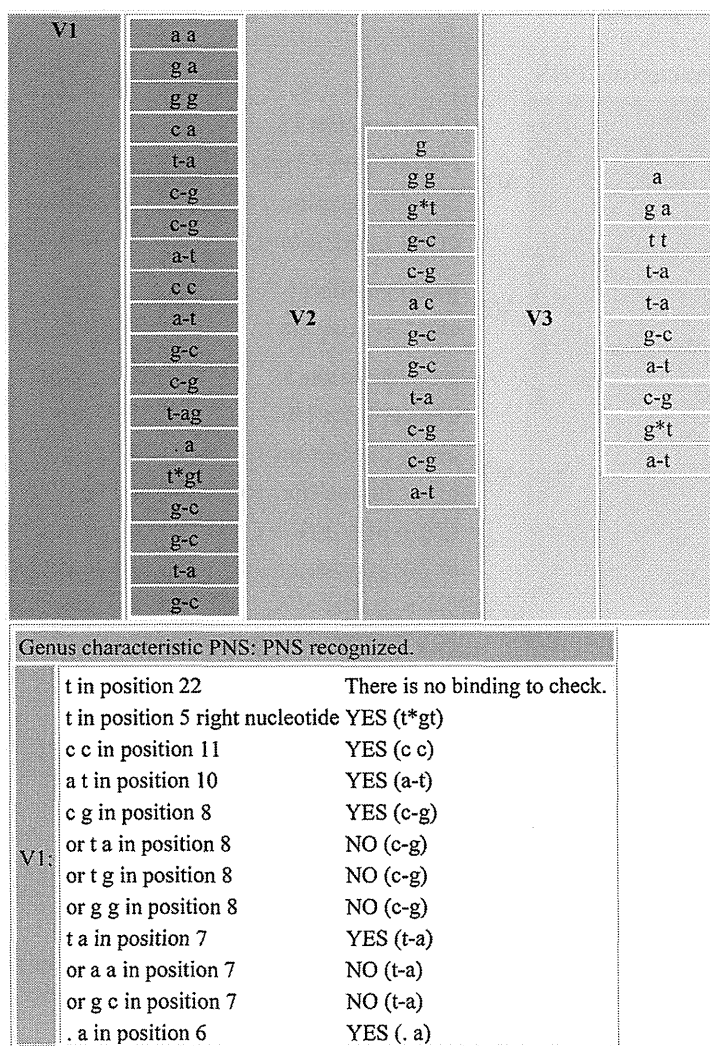 V1
a a
g a
g g
c a
t-a
c-g
c-g
a-t
c c
a-t
g-c
c-g
t-ag
. a
t*gt
g-c
g-c
t-a
g-c
V2
g
g g
g*t
g-c
c-g
a c
g-c
g-c
t-a
c-g
c-g
a-t
V3
a
g a
t t
t-a
t-a
g-c
a-t
c-g
g*t
a-t
Genus characteristic PNS: PNS recognized.
V1:
t in position 22 There is no binding to check.
t in position 5 right nucleotide YES (t*gt)
c c in position 11 YES (c c)
a t in position 10 YES (a-t)
c g in position 8 YES (c-g)
or t a in position 8 NO (c-g)
or t g in position 8 NO (c-g)
or g g in position 8 NO (c-g)
t a in position 7 YES (t-a)
or a a in position 7 NO (t-a)
or g c in position 7 NO (t-a)
. a in position 6 YES (. a)